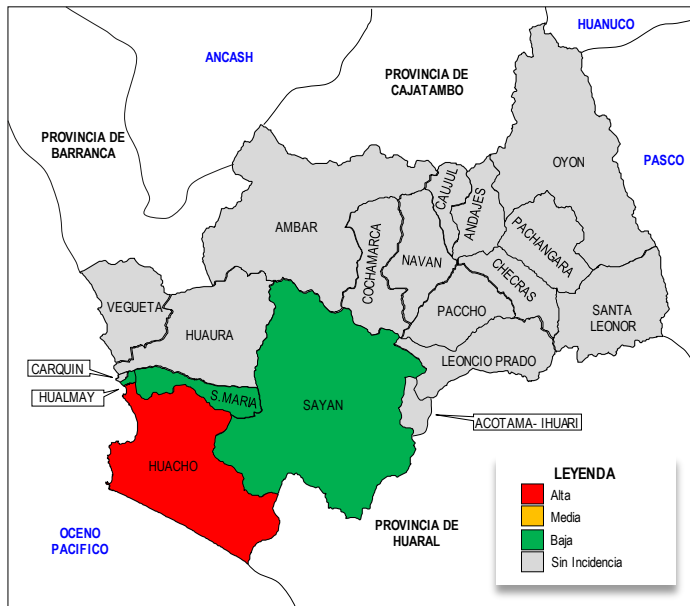 HUANUCO
ANCASH
PROVINCIA DE
CAJATAMBO
PROVINCIA DE
BARRANCA
OYON
PASCO
CAUJUL
ANDAJES
PACHANGARA
AMBAR
COCHAMARCA
NAVAN
CHECRAS
VEGUETA
HUAURA
PACCHO
SANTA
LEONOR
LEONCIO PRADO
CARQUIN
HUALMAY
S.MARIA
SAYAN
ACOTAMA- IHUARI
HUACHO
OCENO
PACIFICO
PROVINCIA DE
HUARAL
LEYENDA
Alta
Media
Baja
Sin Incidencia